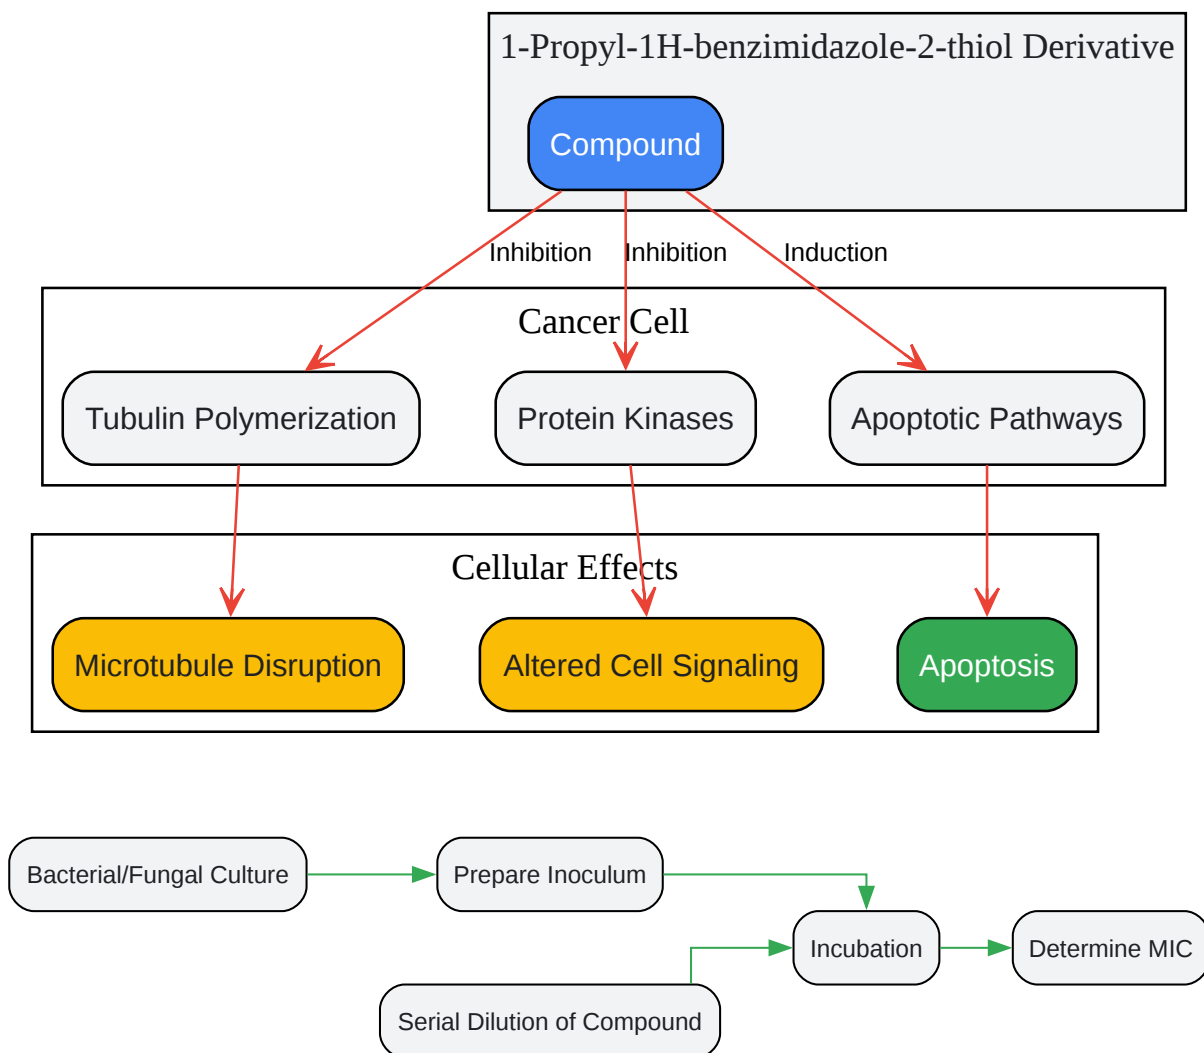 1-Propyl-1H-benzimidazole-2-thiol Derivative
Compound
Inhibition
Inhibition
Induction
Cancer Cell
Tubulin Polymerization
Protein Kinases
Apoptotic Pathways
Cellular Effects
Microtubule Disruption
Altered Cell Signaling
Apoptosis
Bacterial/Fungal Culture
Prepare Inoculum
Incubation
Determine MIC
Serial Dilution of Compound